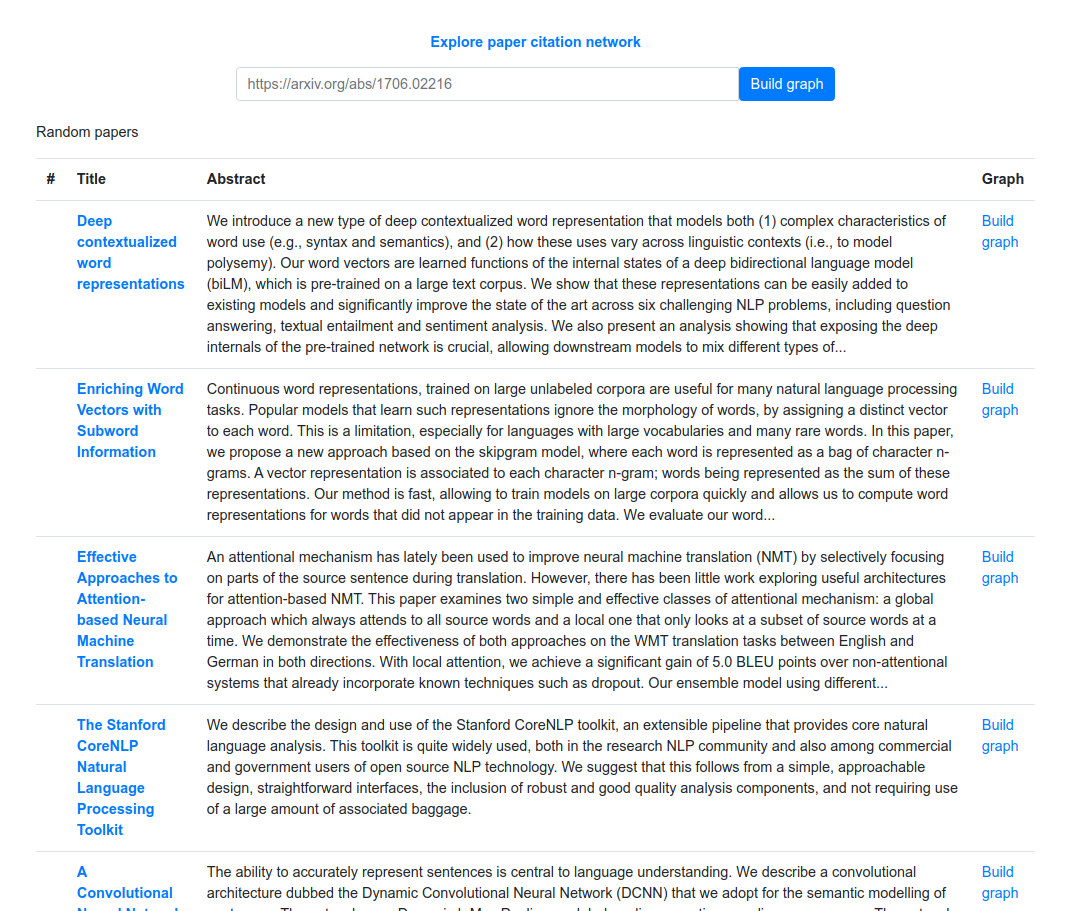 Explore paper citation network
https://arxiv.org/abs/1706.02216 Build graph
Random papers
# Title Abstract Graph
Deep
contextualized
word
representations
We introduce a new type of deep contextualized word representation that models both (1) complex characteristics of
word use (e.g., syntax and semantics), and (2) how these uses vary across linguistic contexts (i.e., to model
polysemy). Our word vectors are learned functions of the internal states of a deep bidirectional language model
(biLM), which is pre-trained on a large text corpus. We show that these representations can be easily added to
existing models and significantly improve the state of the art across six challenging NLP problems, including question
answering, textual entailment and sentiment analysis. We also present an analysis showing that exposing the deep
internals of the pre-trained network is crucial, allowing downstream models to mix different types of...
Build
graph
Enriching Word
Vectors with
Subword
Information
Continuous word representations, trained on large unlabeled corpora are useful for many natural language processing
tasks. Popular models that learn such representations ignore the morphology of words, by assigning a distinct vector
to each word. This is a limitation, especially for languages with large vocabularies and many rare words. In this paper,
we propose a new approach based on the skipgram model, where each word is represented as a bag of character n-
grams. A vector representation is associated to each character n-gram; words being represented as the sum of these
representations. Our method is fast, allowing to train models on large corpora quickly and allows us to compute word
representations for words that did not appear in the training data. We evaluate our word...
Build
graph
Effective
Approaches to
Attention-
based Neural
Machine
Translation
An attentional mechanism has lately been used to improve neural machine translation (NMT) by selectively focusing
on parts of the source sentence during translation. However, there has been little work exploring useful architectures
for attention-based NMT. This paper examines two simple and effective classes of attentional mechanism: a global
approach which always attends to all source words and a local one that only looks at a subset of source words at a
time. We demonstrate the effectiveness of both approaches on the WMT translation tasks between English and
German in both directions. With local attention, we achieve a significant gain of 5.0 BLEU points over non-attentional
systems that already incorporate known techniques such as dropout. Our ensemble model using different...
Build
graph
The Stanford
CoreNLP
Natural
Language
Processing
Toolkit
We describe the design and use of the Stanford CoreNLP toolkit, an extensible pipeline that provides core natural
language analysis. This toolkit is quite widely used, both in the research NLP community and also among commercial
and government users of open source NLP technology. We suggest that this follows from a simple, approachable
design, straightforward interfaces, the inclusion of robust and good quality analysis components, and not requiring use
of a large amount of associated baggage.
Build
graph
A
Convolutional
The ability to accurately represent sentences is central to language understanding. We describe a convolutional
architecture dubbed the Dynamic Convolutional Neural Network (DCNN) that we adopt for the semantic modelling of
Build
graph